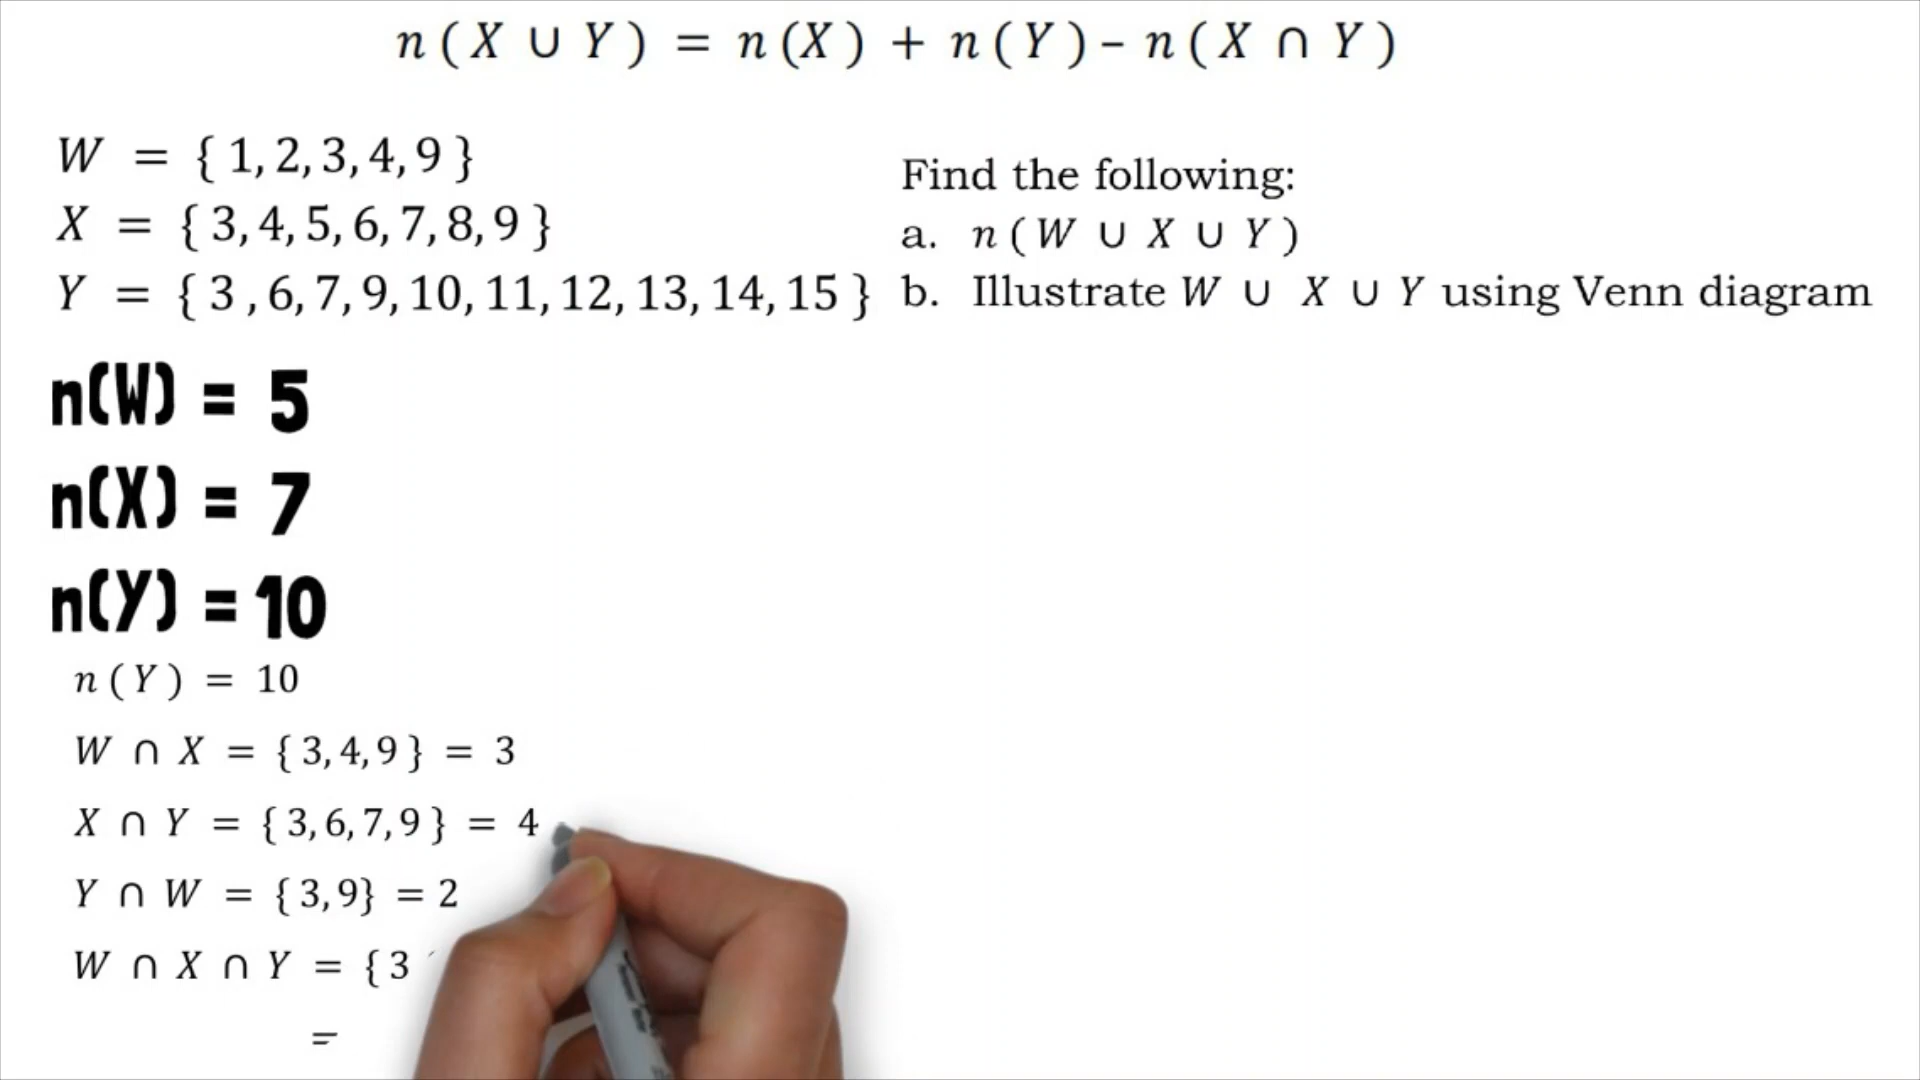 n ( X ∪ Y ) = n (X ) + n ( Y ) – n ( X ∩ Y )
W = { 1, 2, 3, 4, 9 }
X = { 3, 4, 5, 6, 7, 8, 9 }
Y = { 3 , 6, 7, 9, 10, 11, 12, 13, 14, 15 }
Find the following:
a. n ( W ∪ X ∪ Y )
b. Illustrate W ∪ X ∪ Y using Venn diagram
n(W) = 5
n(X) = 7
n(Y) = 10
n ( Y ) = 10
W ∩ X = { 3, 4, 9 } = 3
X ∩ Y = { 3, 6, 7, 9 } = 4
Y ∩ W = { 3, 9} = 2
W ∩ X ∩ Y = { 3
=